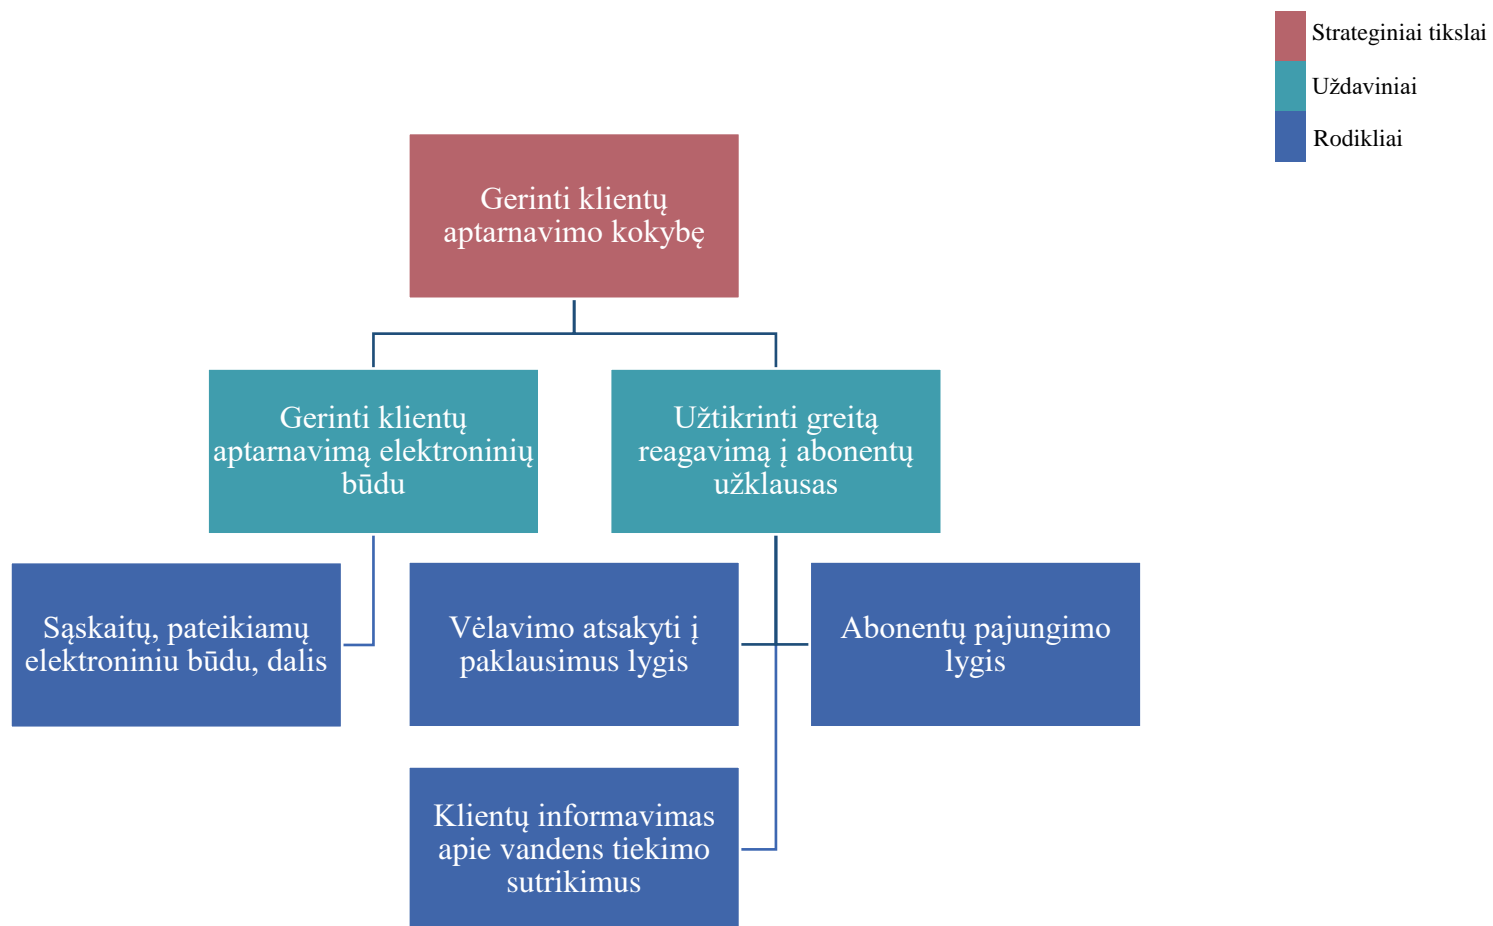 Strateginiai tikslai
Uždaviniai
Rodikliai
Gerinti klientų
aptarnavimo kokybę
Gerinti klientų
aptarnavimą elektroninių
būdu
Užtikrinti greitą
reagavimą į abonentų
užklausas
Sąskaitų, pateikiamų
elektroniniu būdu, dalis
Vėlavimo atsakyti į
paklausimus lygis
Abonentų pajungimo
lygis
Klientų informavimas
apie vandens tiekimo
sutrikimus